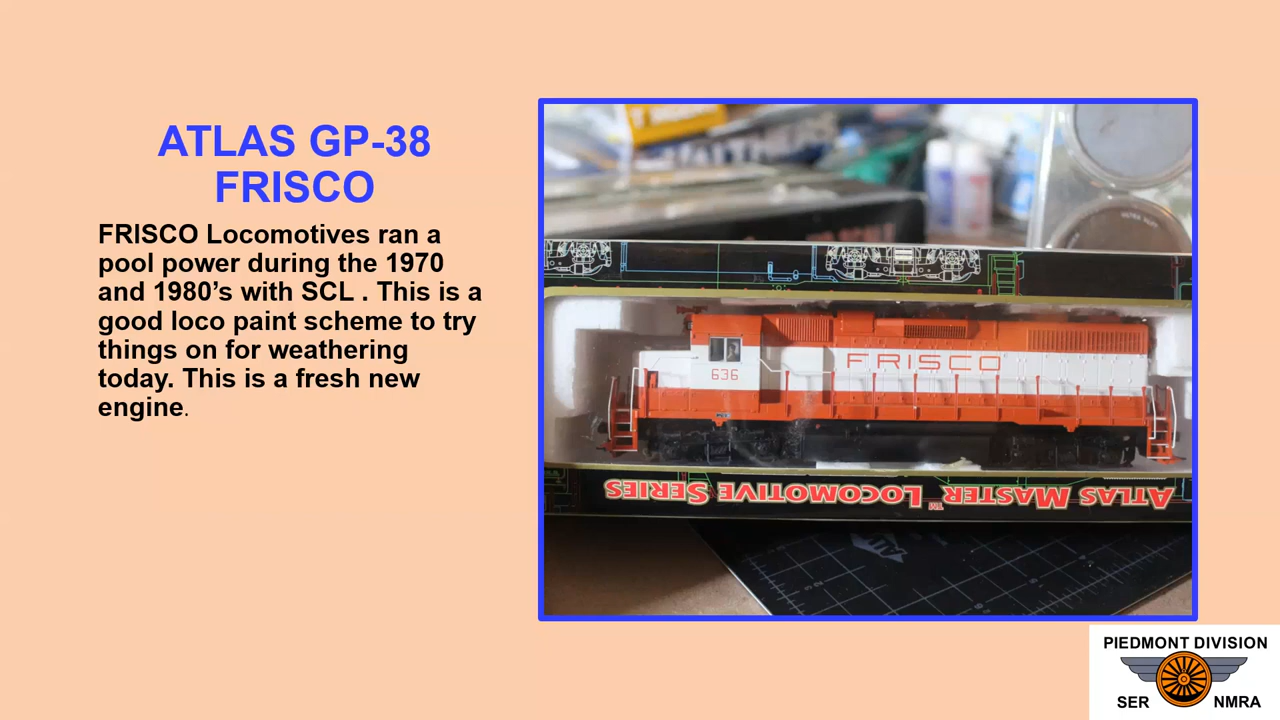 ATLAS GP-38
FRISCO
FRISCO Locomotives ran a
pool power during the 1970
and 1980’s with SCL . This is a
good loco paint scheme to try
things on for weathering
today. This is a fresh new
engine.
FRISCO
636
ATLAS MASTER™ LOCOMOTIVE SERIES
PIEDMONT DIVISION
SER NMRA